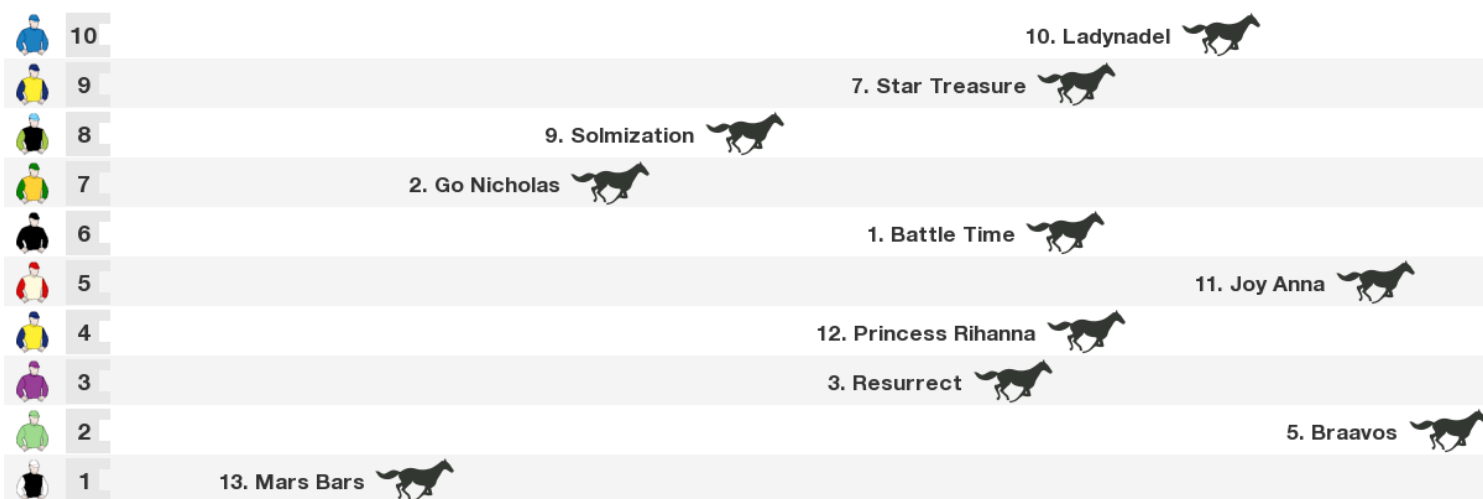 10 10. Ladynadel
9 7. Star Treasure
8 9. Solmization
7 2. Go Nicholas
6 1. Battle Time
5 11. Joy Anna
4 12. Princess Rihanna
3 3. Resurrect
2 5. Braavos
1 13. Mars Bars